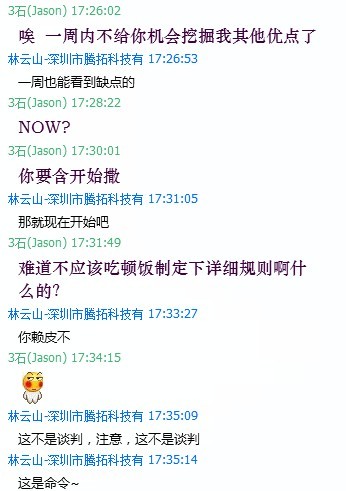 3石(Jason) 17:26:02
唉 一周内不给你机会挖掘我其他优点了
林云山-深圳市腾拓科技有 17:26:53
一周也能看到缺点的
3石(Jason) 17:28:22
NOW?
3石(Jason) 17:30:01
你要含开始撒
林云山-深圳市腾拓科技有 17:31:05
那就现在开始吧
3石(Jason) 17:31:49
难道不应该吃顿饭制定下详细规则啊什
么的?
林云山-深圳市腾拓科技有 17:33:27
你赖皮不
3石(Jason) 17:34:15
林云山-深圳市腾拓科技有 17:35:09
这不是谈判，注意，这不是谈判
林云山-深圳市腾拓科技有 17:35:14
这是命令~